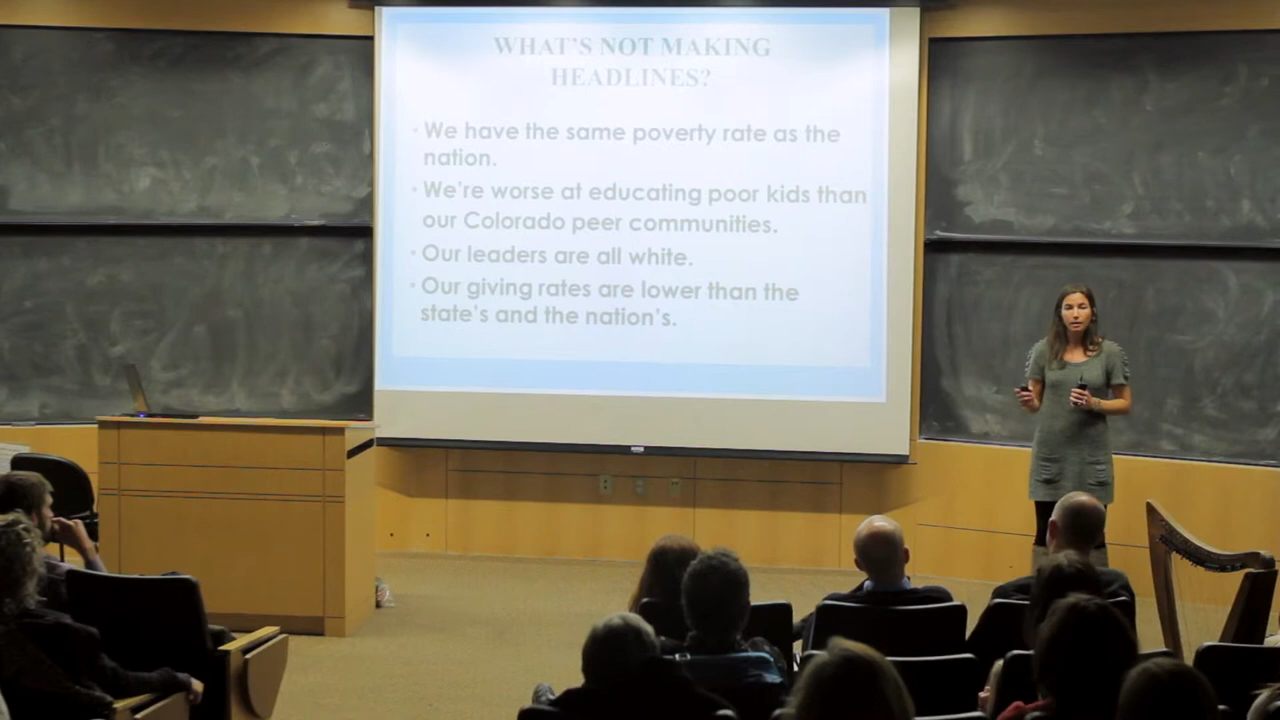 WHAT'S NOT MAKING
HEADLINES?
• We have the same poverty rate as the
nation.
• We're worse at educating poor kids than
our Colorado peer communities.
• Our leaders are all white.
• Our giving rates are lower than the
state's and the nation's.